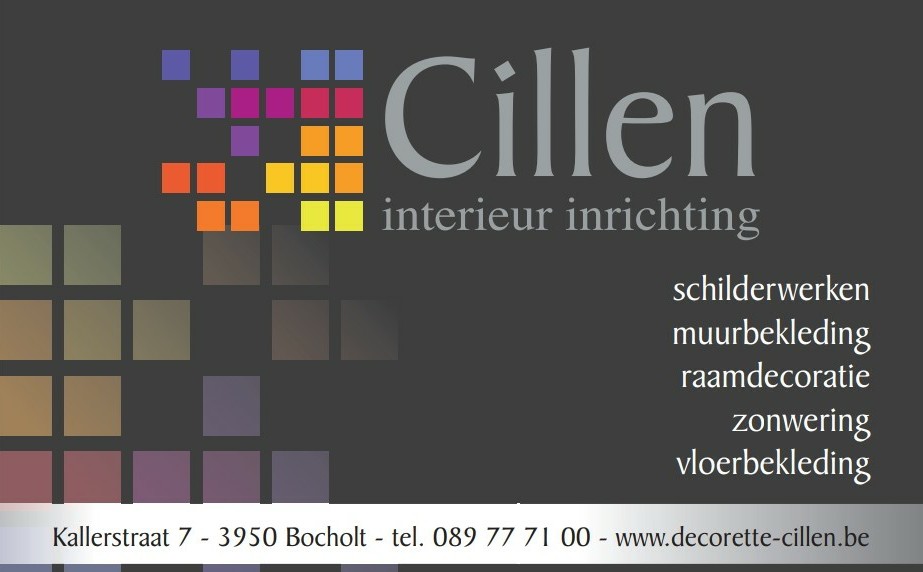 Cillen
interieur inrichting
schilderwerken
muurbekleding
raamdecoratie
zonwering
vloerbekleding
Kallerstraat 7 - 3950 Bocholt - tel. 089 77 71 00 - www.decorette-cillen.be